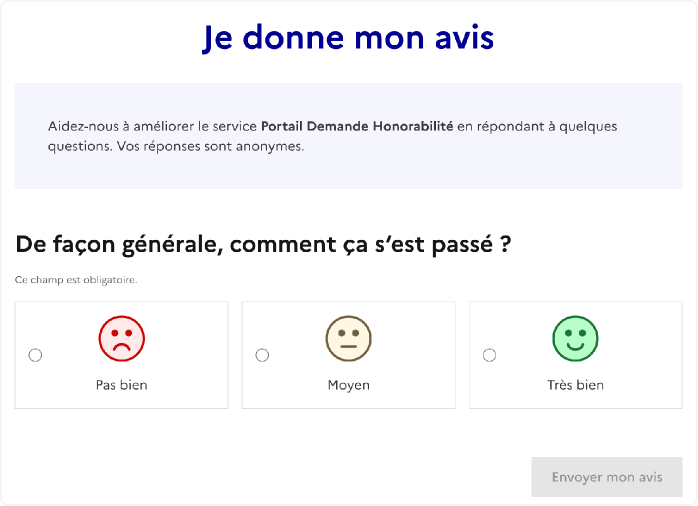 Je donne mon avis
Aidez-nous à améliorer le service Portail Demande Honorabilité en répondant à quelques
questions. Vos réponses sont anonymes.
De façon générale, comment ça s’est passé ?
Ce champ est obligatoire.
Pas bien
Moyen
Très bien
Envoyer mon avis